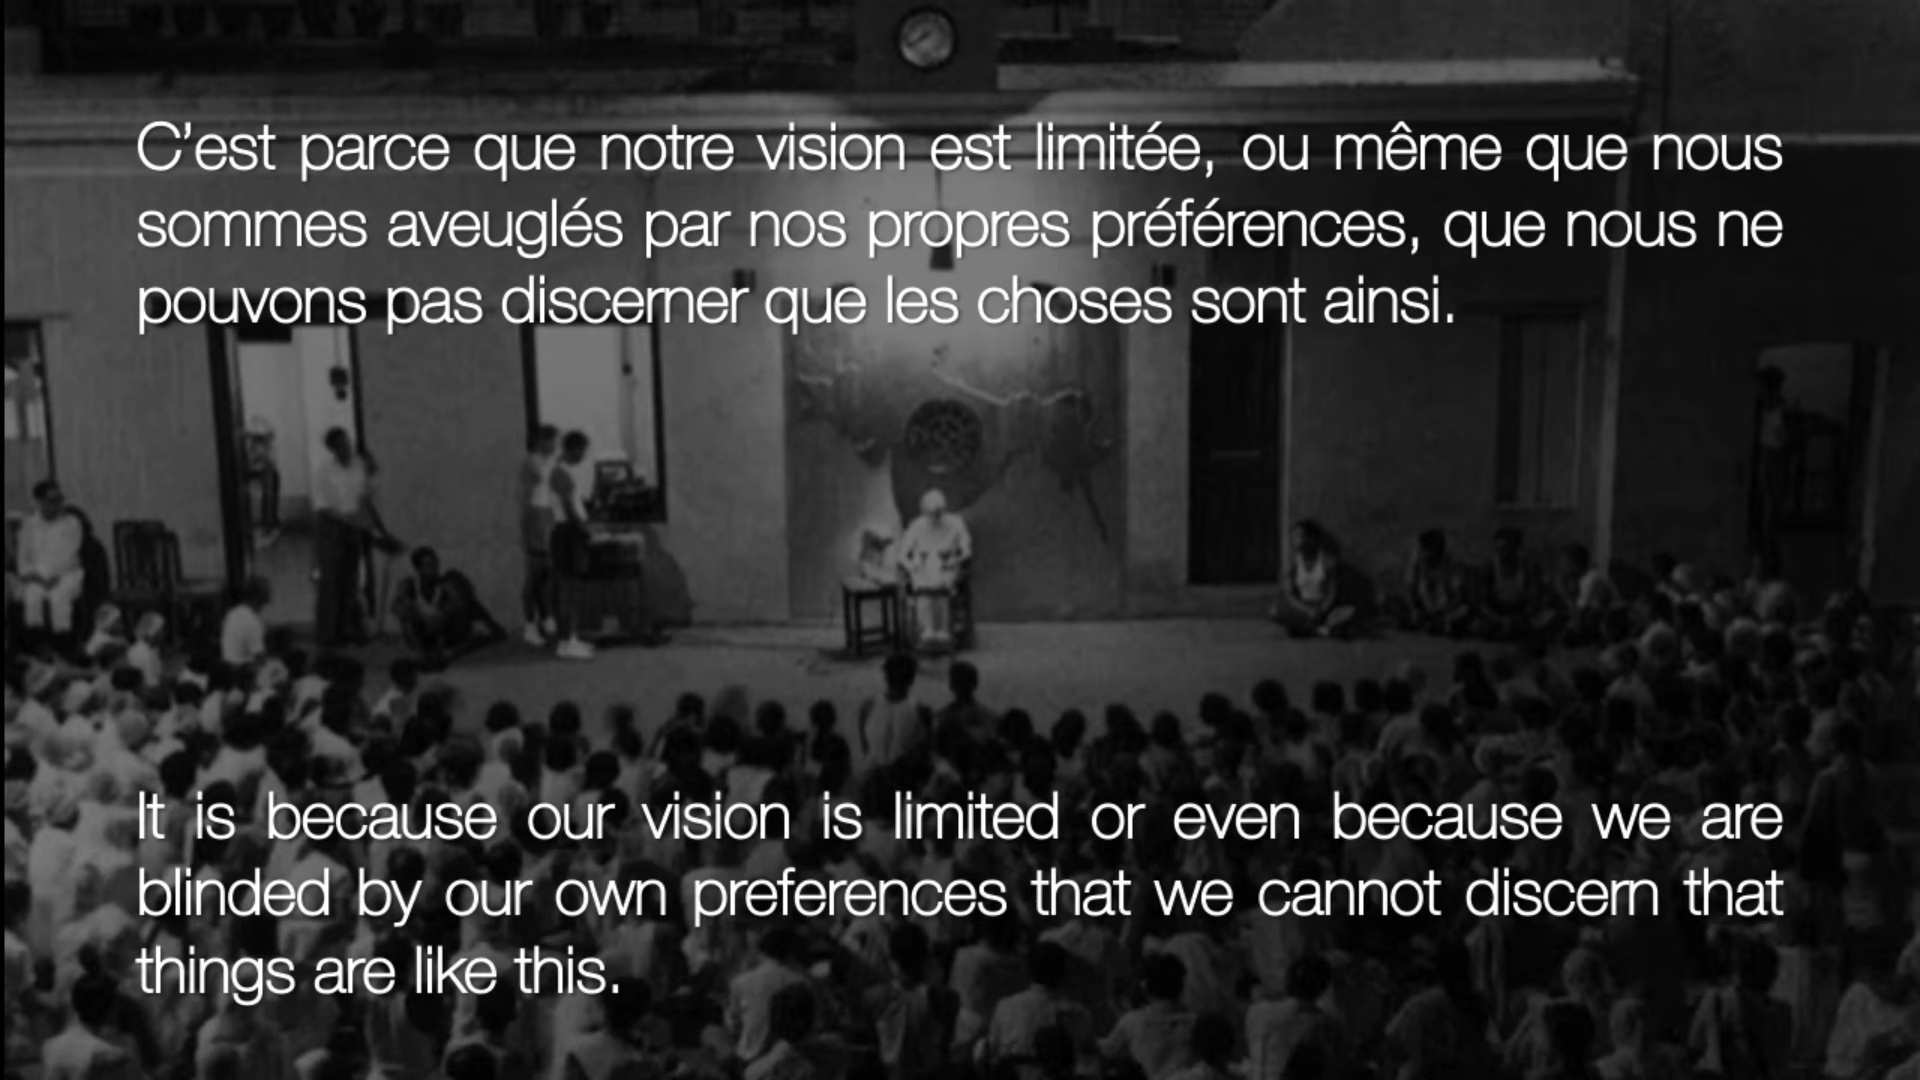 C’est parce que notre vision est limitée, ou même que nous
sommes aveuglés par nos propres préférences, que nous ne
pouvons pas discerner que les choses sont ainsi.
It is because our vision is limited or even because we are
blinded by our own preferences that we cannot discern that
things are like this.